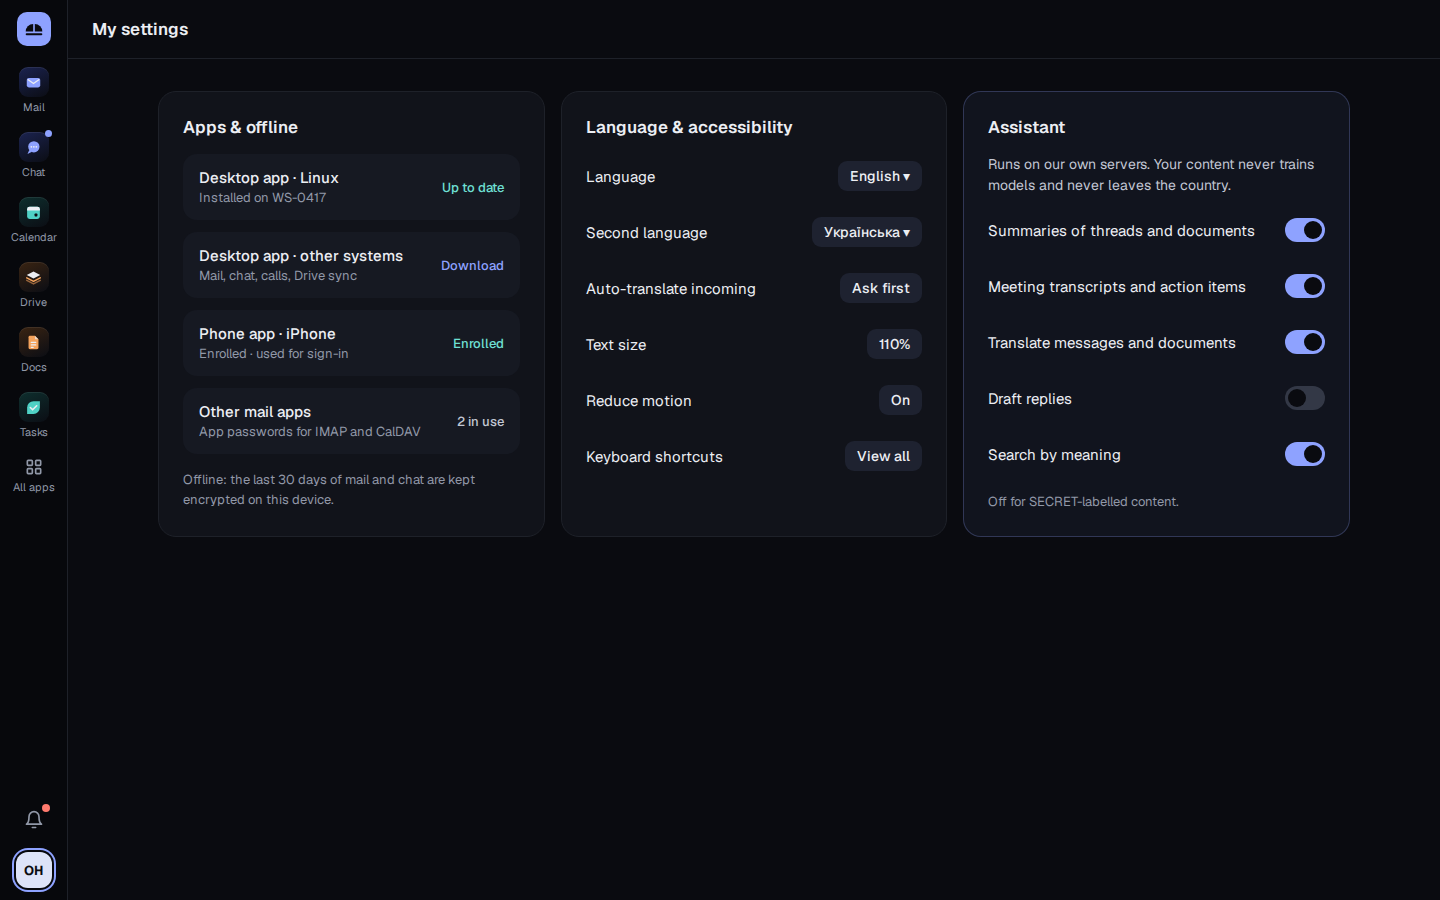 My settings
Mail
Chat
Calendar
Drive
Docs
Tasks
All apps
OH
Apps & offline
Desktop app · Linux
Installed on WS-0417
Up to date
Desktop app · other systems
Mail, chat, calls, Drive sync
Download
Phone app · iPhone
Enrolled · used for sign-in
Enrolled
Other mail apps
App passwords for IMAP and CalDAV
2 in use
Offline: the last 30 days of mail and chat are kept
encrypted on this device.
Language & accessibility
Language
English ▾
Second language
Українська ▾
Auto-translate incoming
Ask first
Text size
110%
Reduce motion
On
Keyboard shortcuts
View all
Assistant
Runs on our own servers. Your content never trains
models and never leaves the country.
Summaries of threads and documents
Meeting transcripts and action items
Translate messages and documents
Draft replies
Search by meaning
Off for SECRET-labelled content.